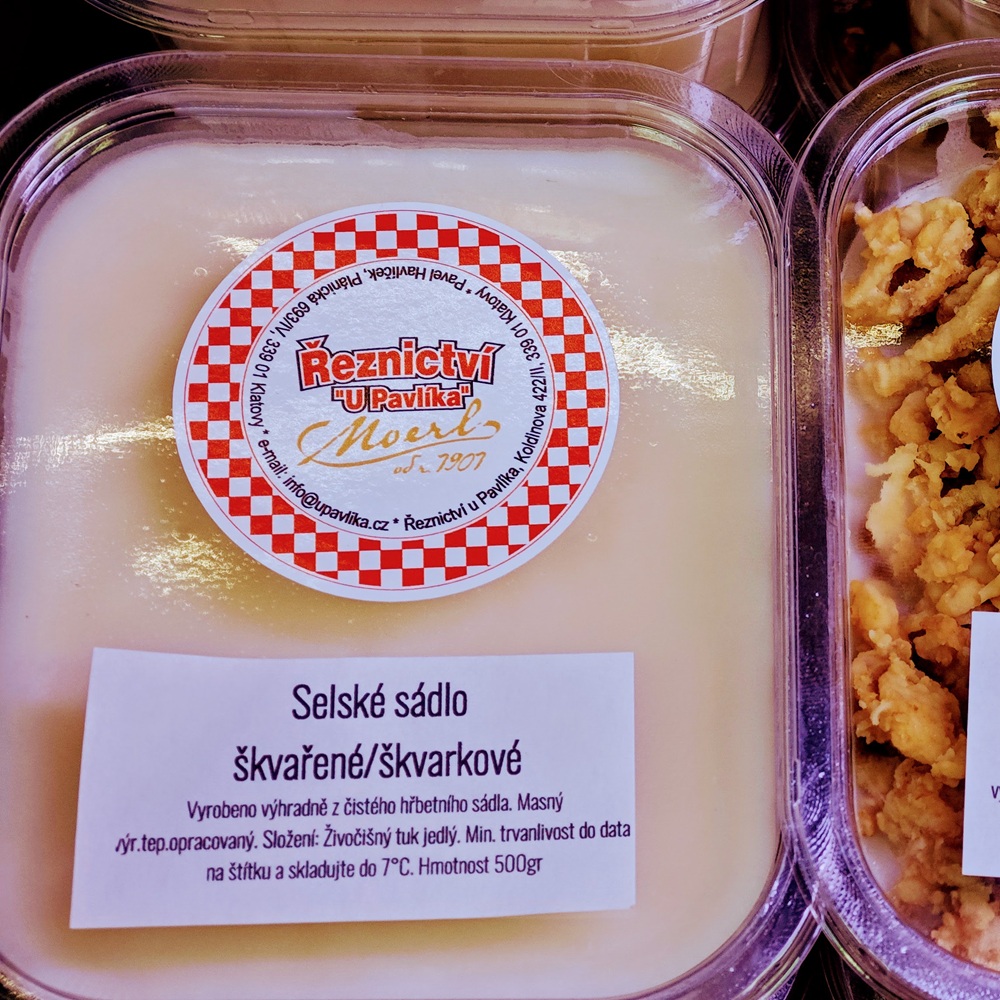 Řeznictví
"U Pavlíka"
Moerl
od r. 1901
Řeznictví u Pavlíka, Koldinova 422/II, 339 01 Klatovy * Pavel Havlíček, Plánická 693/IV, 339 01 Klatovy * e-mail: info@upavlika.cz *
Selské sádlo
škvařené/škvarkové
Vyrobeno výhradně z čistého hřbetního sádla. Masný
výr.tep.opracovaný. Složení: Živočišný tuk jedlý. Min. trvanlivost do data
na štítku a skladujte do 7°C. Hmotnost 500gr